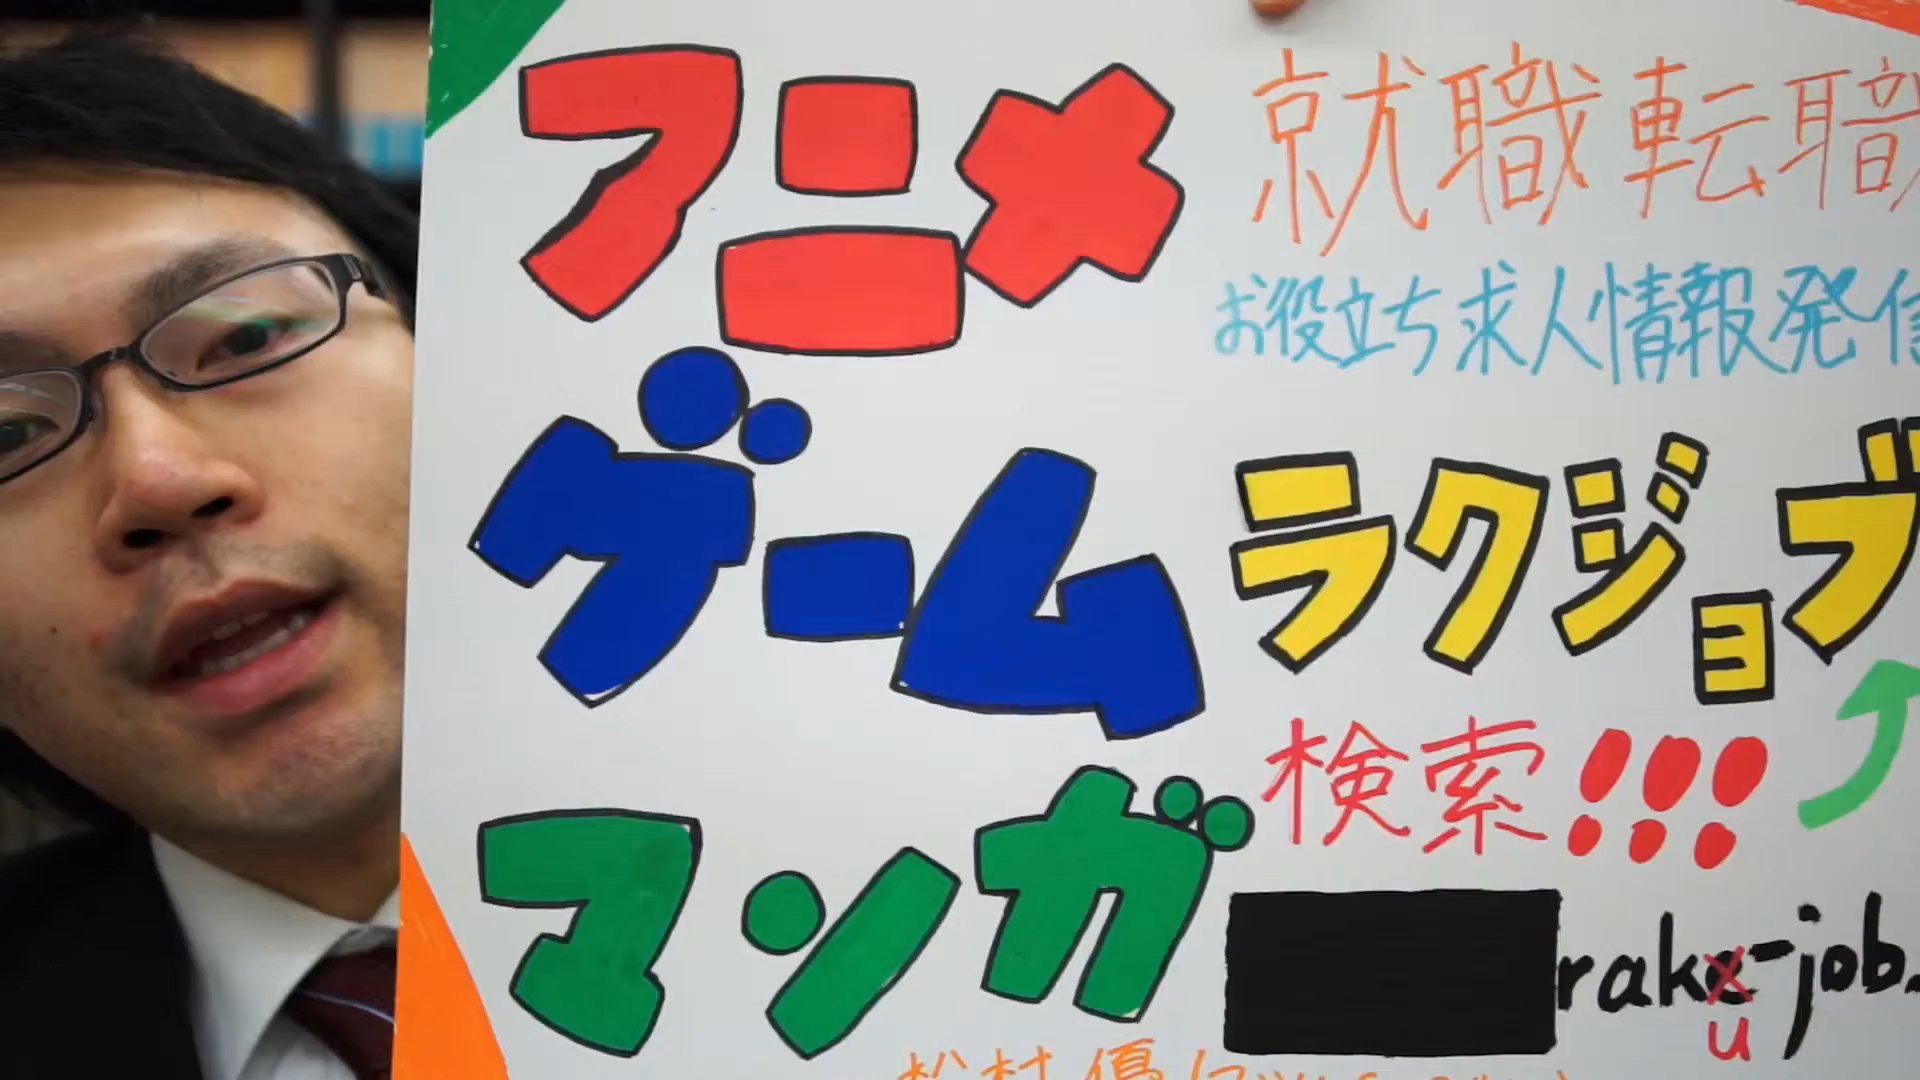 アニメ
ゲーム
マンガ
就職転職
お役立ち求人情報発信
ラクジョブ
検索!!!
rake-job.
u